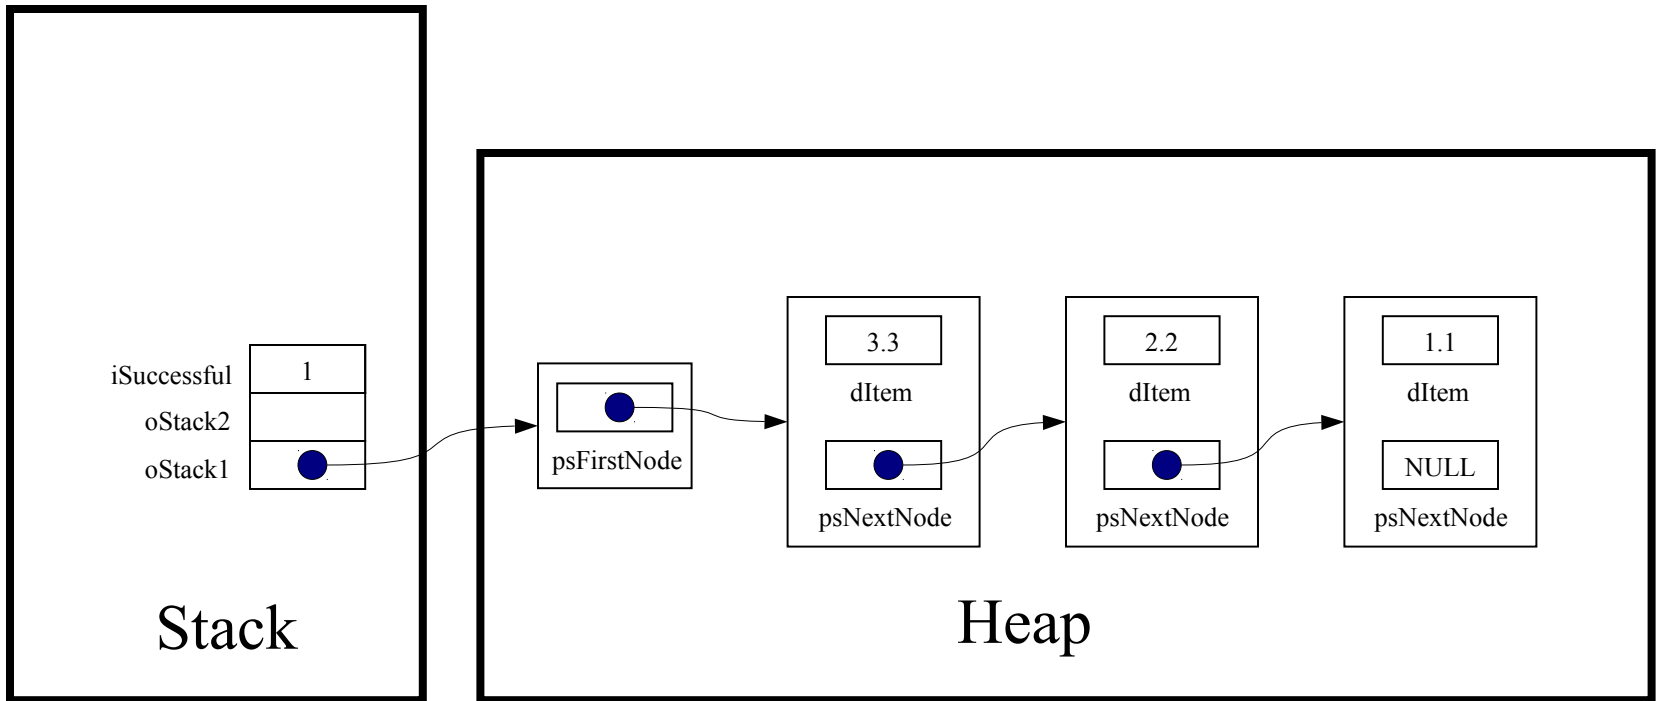 iSuccessful 1
oStack2
oStack1
Stack
psFirstNode
3.3
dItem
psNextNode
2.2
dItem
psNextNode
1.1
dItem
NULL
psNextNode
Heap